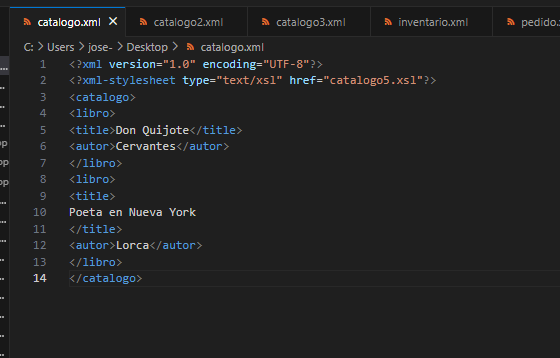 catalogo.xml
catalogo2.xml
catalogo3.xml
inventario.xml
pedido.
C: > Users > jose- > Desktop > catalogo.xml
1 <?xml version="1.0" encoding="UTF-8"?>
2 <?xml-stylesheet type="text/xsl" href="catalogo5.xsl"?>
3 <catalogo>
4 <libro>
5 <title>Don Quijote</title>
6 <autor>Cervantes</autor>
7 </libro>
8 <libro>
9 <title>
10 Poeta en Nueva York
11 </title>
12 <autor>Lorca</autor>
13 </libro>
14 </catalogo>